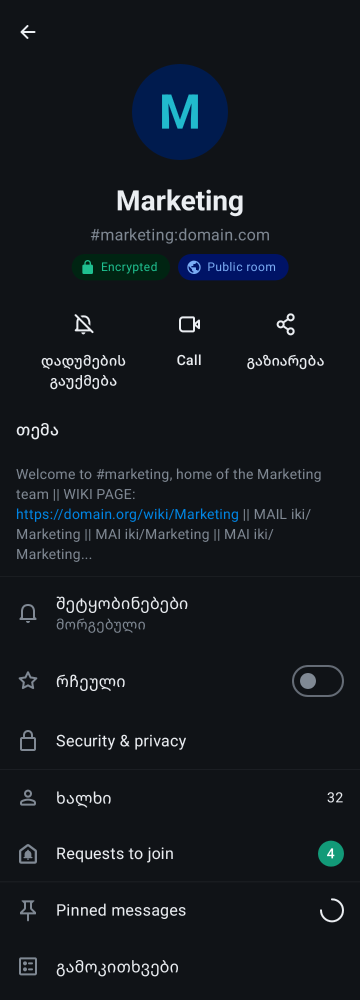 M
Marketing
#marketing:domain.com
Encrypted
Public room
დადუმების
გაუქმება
Call
გაზიარება
თემა
Welcome to #marketing, home of the Marketing
team || WIKI PAGE:
https://domain.org/wiki/Marketing || MAIL iki/
Marketing || MAI iki/Marketing || MAI iki/
Marketing...
შეტყობინებები
მორგებული
რჩეული
Security & privacy
ხალხი 32
Requests to join 4
Pinned messages
გამოკითხვები